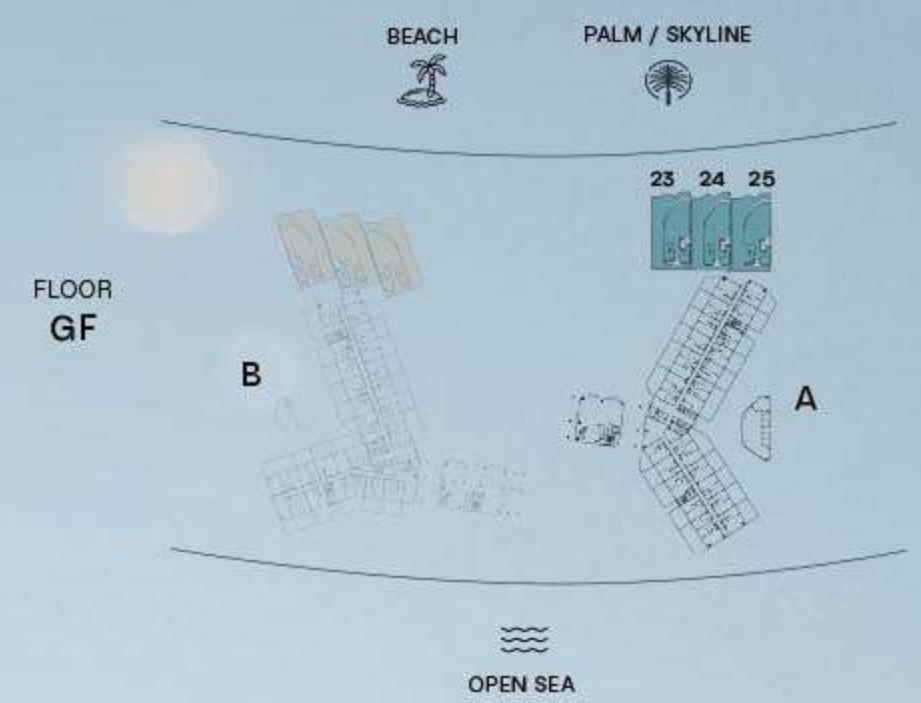 BEACH
PALM / SKYLINE
23 24 25
FLOOR
GF
B
A
OPEN SEA